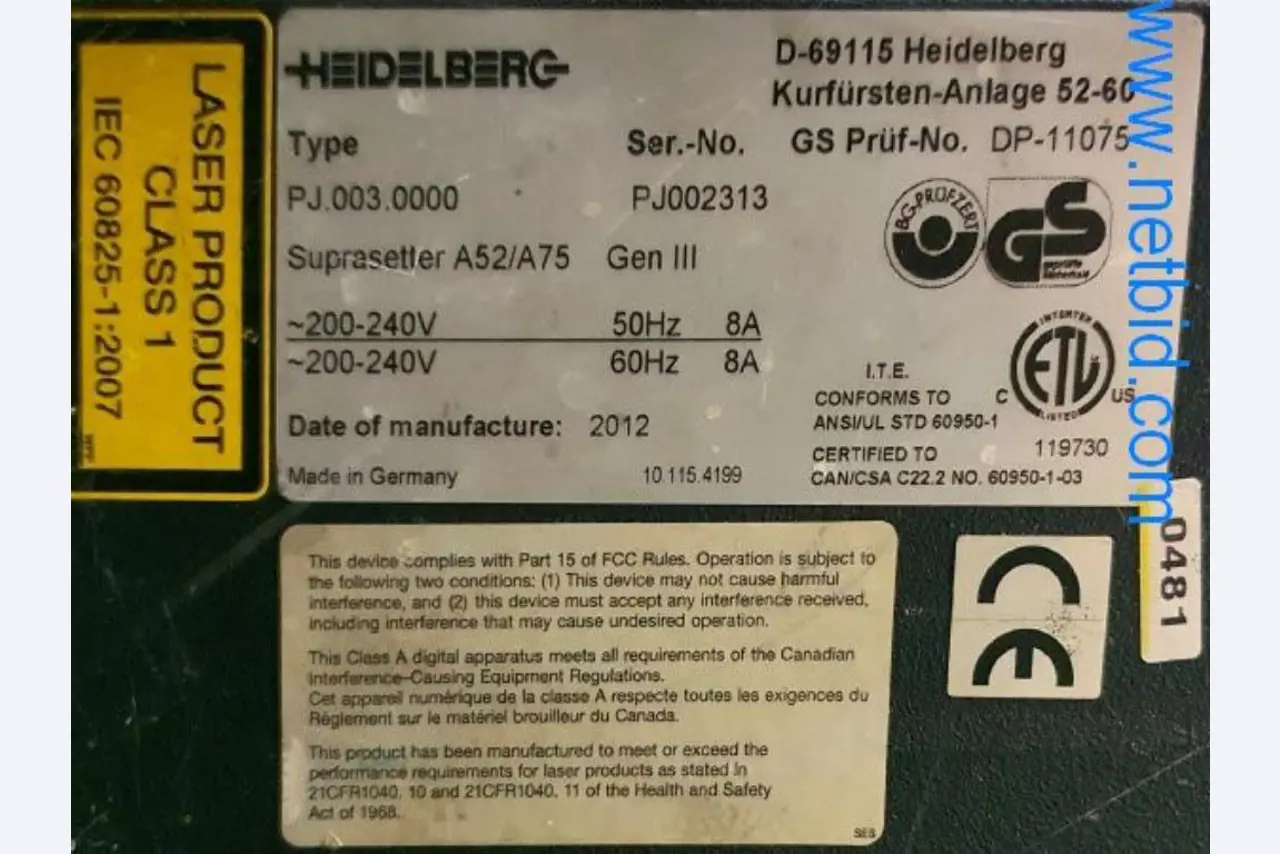 LASER PRODUCT
CLASS 1
IEC 60825-1:2007
HEIDELBERG
D-69115 Heidelberg
Kurfürsten-Anlage 52-60
Type
Ser.-No.
GS Prüf-No. DP-11075
PJ.003.0000
PJ002313
BG-PRÜFZERT
GS
geprüfte
Sicherheit
Suprasetter A52/A75 Gen III
~200-240V 50Hz 8A
~200-240V 60Hz 8A
I.T.E.
CONFORMS TO
ANSI/UL STD 60950-1
INTERTEK
C ETL US
LISTED
Date of manufacture: 2012
CERTIFIED TO
119730
CAN/CSA C22.2 NO. 60950-1-03
Made in Germany
10.115.4199
www.netbid.com
This device complies with Part 15 of FCC Rules. Operation is subject to
the following two conditions: (1) This device may not cause harmful
interference, and (2) this device must accept any interference received,
including interference that may cause undesired operation.
This Class A digital apparatus meets all requirements of the Canadian
Interference-Causing Equipment Regulations.
Cet appareil numérique de la classe A respecte toutes les exigences du
Règlement sur le matériel brouilleur du Canada.
This product has been manufactured to meet or exceed the
performance requirements for laser products as stated in
21CFR1040. 10 and 21CFR1040. 11 of the Health and Safety
Act of 1968.
CE
0481